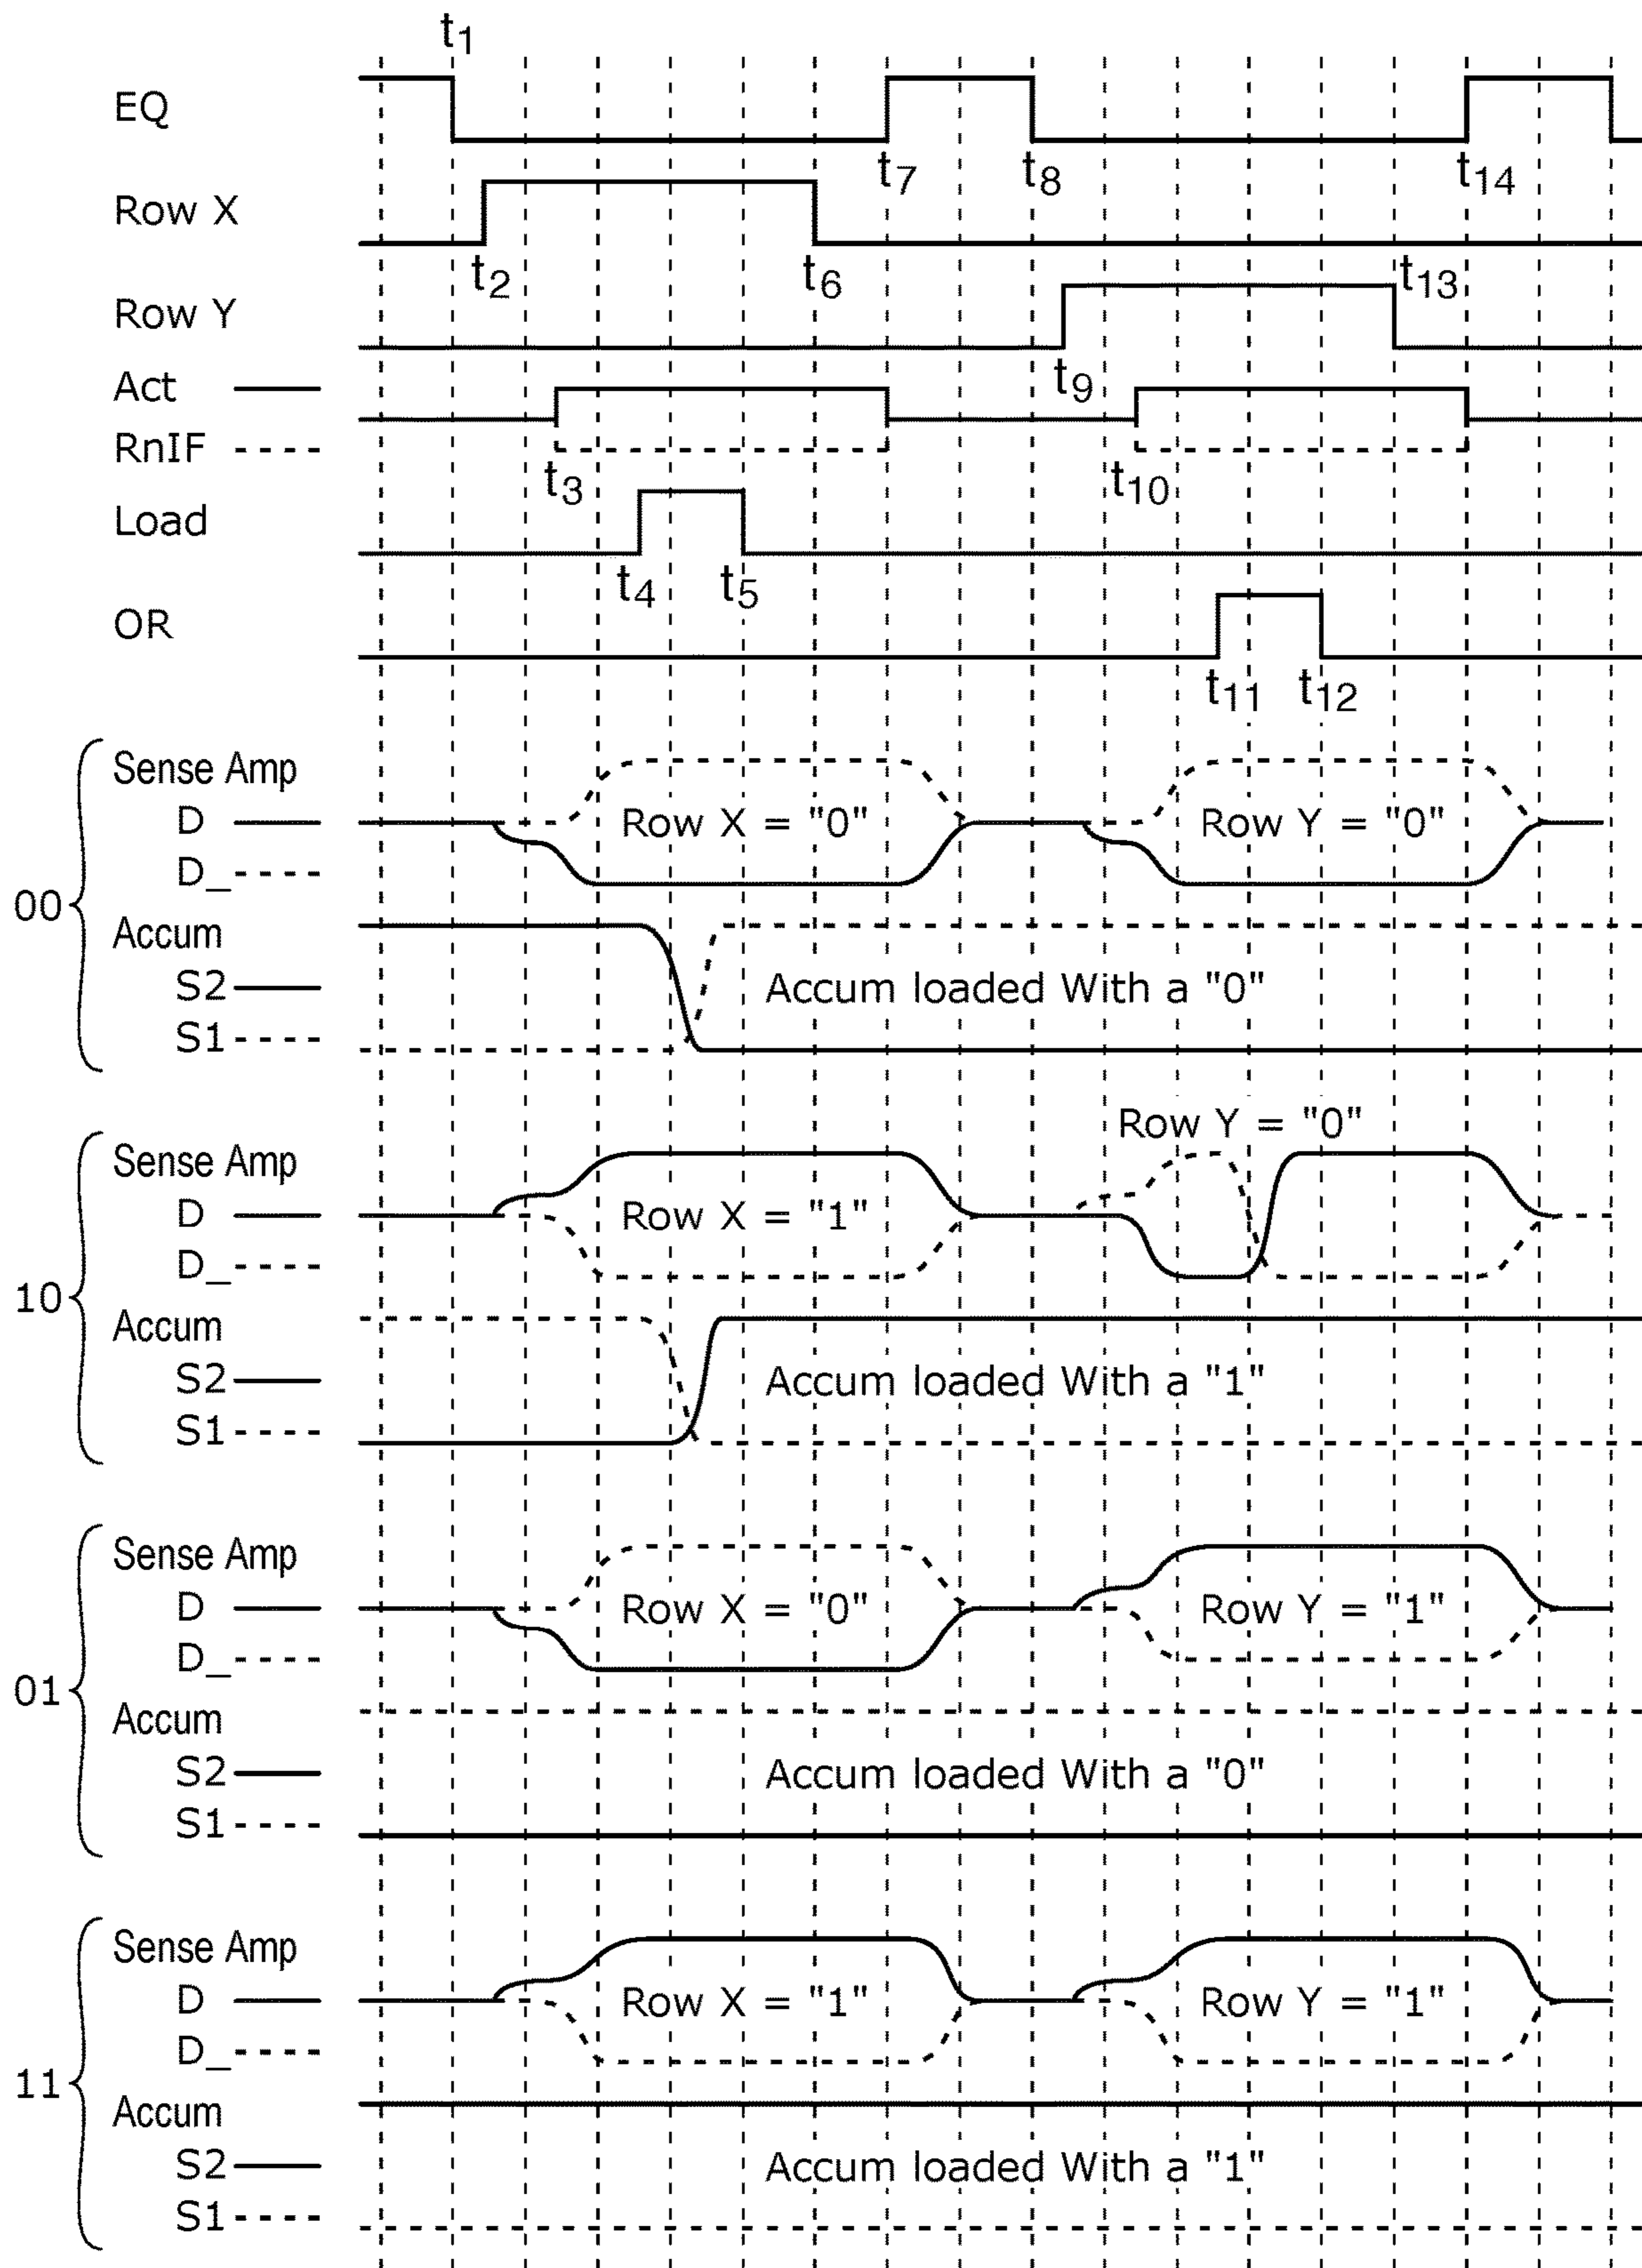 t1
EQ
t7
t8
t14
Row X
t2
t6
t13
Row Y
t9
Act
RnIF
t3
t10
Load
t4
t5
OR
t11
t12
00
Sense Amp
D
D_
Row X = "0"
Row Y = "0"
Accum
S2
S1
Accum loaded With a "0"
10
Row Y = "0"
Sense Amp
D
D_
Row X = "1"
Accum
S2
S1
Accum loaded With a "1"
01
Sense Amp
D
D_
Row X = "0"
Row Y = "1"
Accum
S2
S1
Accum loaded With a "0"
11
Sense Amp
D
D_
Row X = "1"
Row Y = "1"
Accum
S2
S1
Accum loaded With a "1"